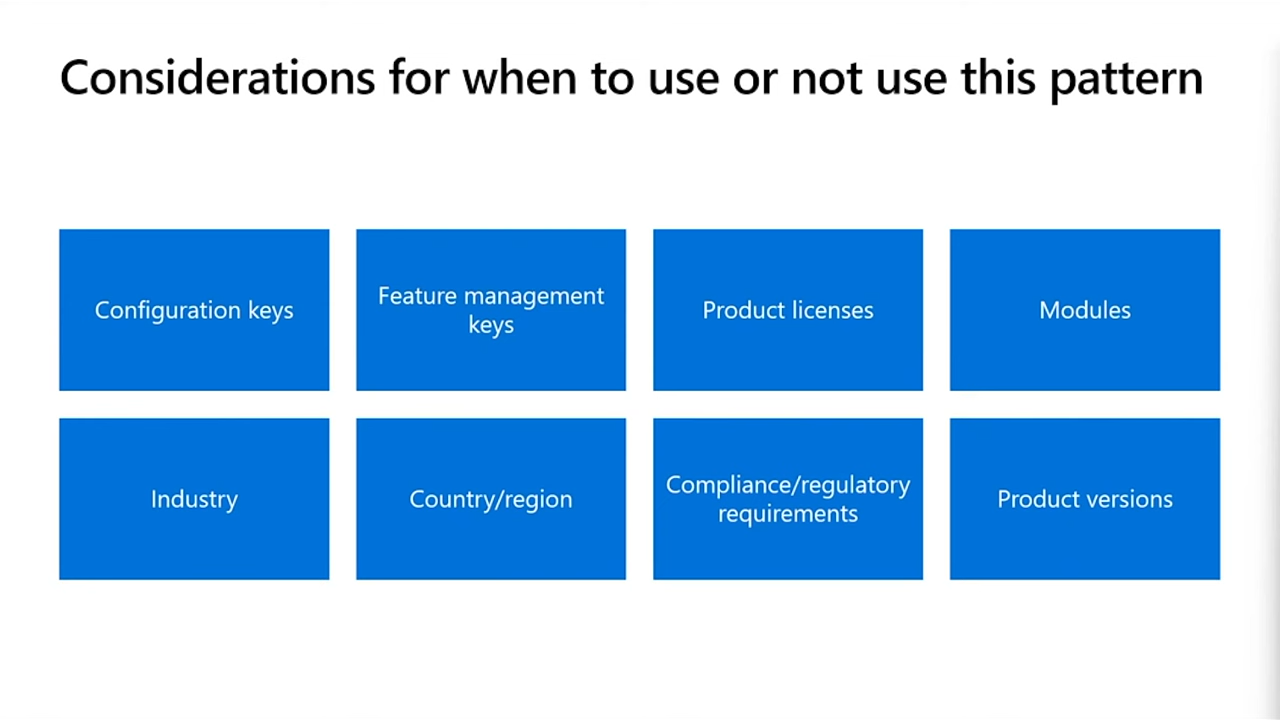 Considerations for when to use or not use this pattern
Configuration keys
Feature management
keys
Product licenses
Modules
Industry
Country/region
Compliance/regulatory
requirements
Product versions